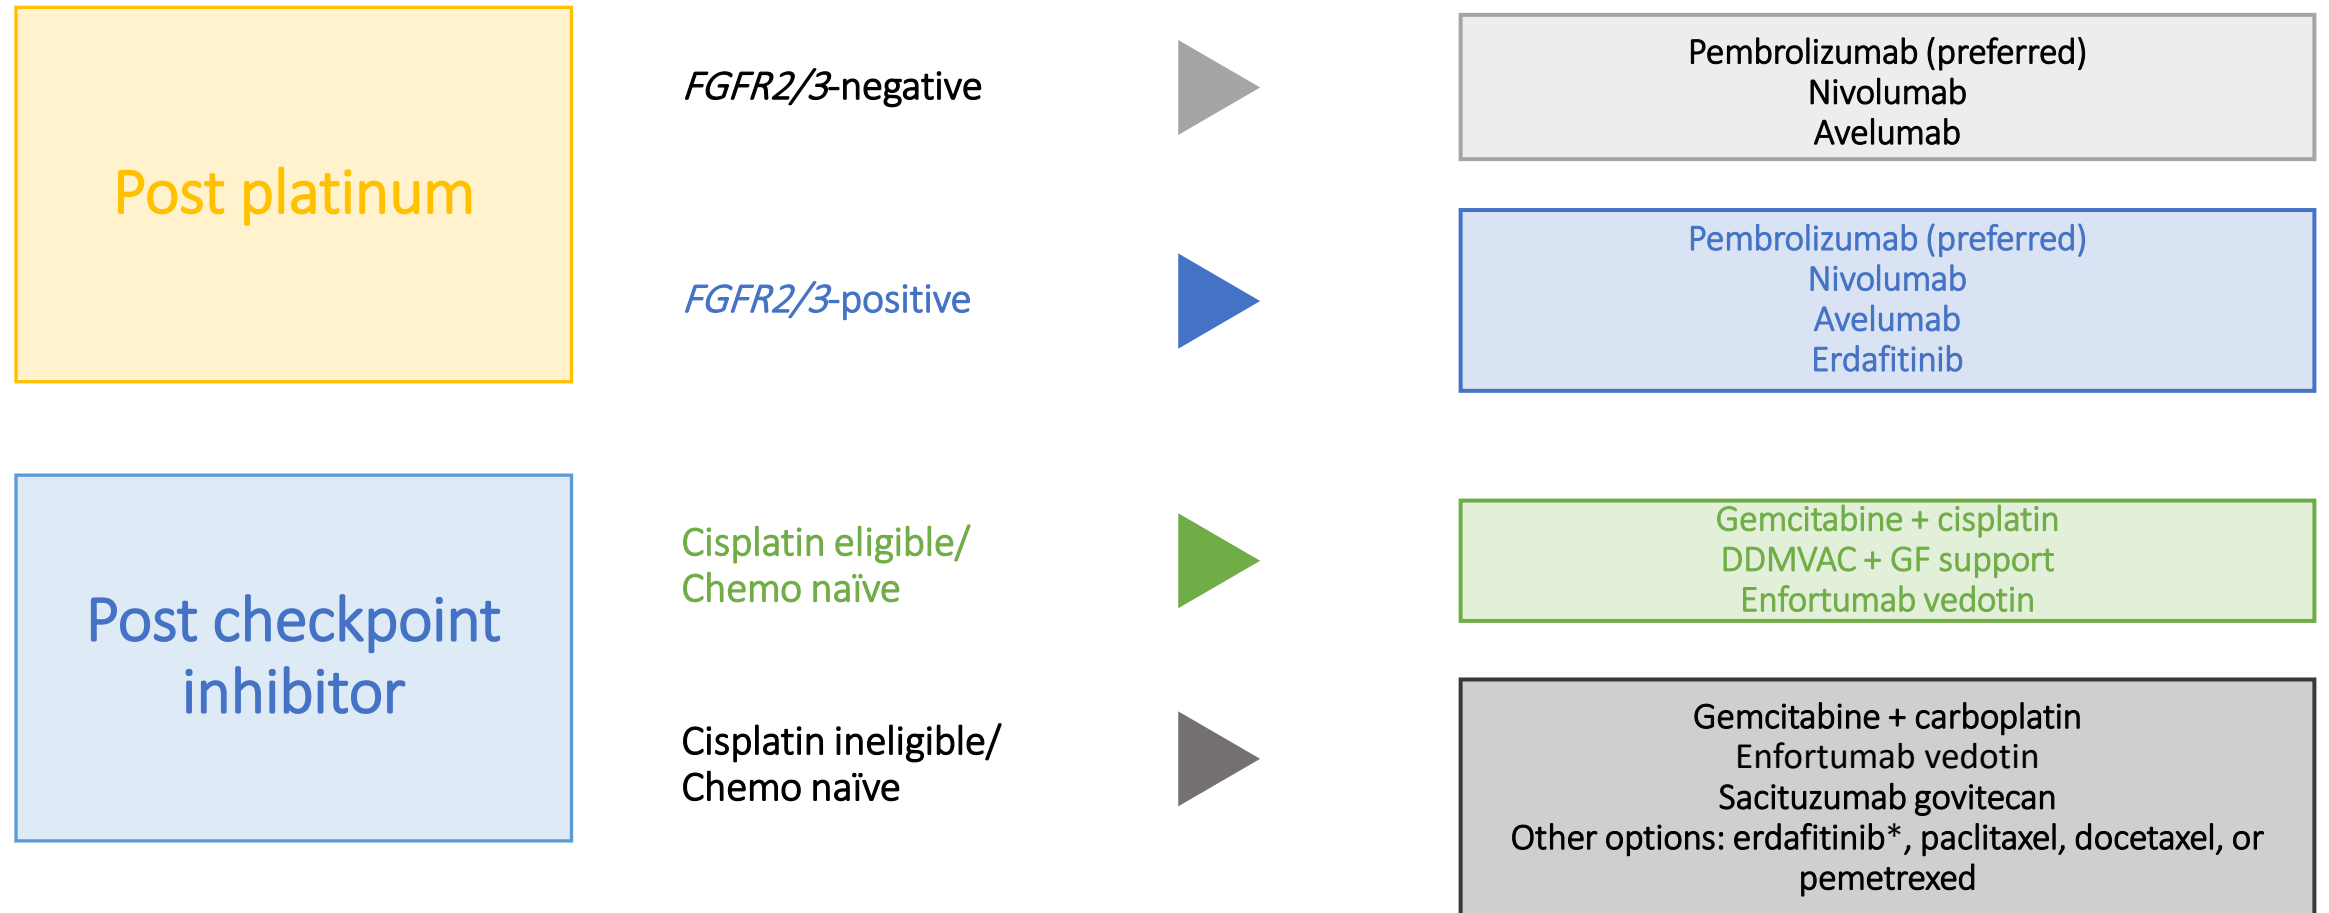 Post platinum
FGFR2/3-negative
Pembrolizumab (preferred)
Nivolumab
Avelumab
FGFR2/3-positive
Pembrolizumab (preferred)
Nivolumab
Avelumab
Erdafitinib
Post checkpoint
inhibitor
Cisplatin eligible/
Chemo naïve
Gemcitabine + cisplatin
DDMVAC + GF support
Enfortumab vedotin
Cisplatin ineligible/
Chemo naïve
Gemcitabine + carboplatin
Enfortumab vedotin
Sacituzumab govitecan
Other options: erdafitinib*, paclitaxel, docetaxel, or
pemetrexed